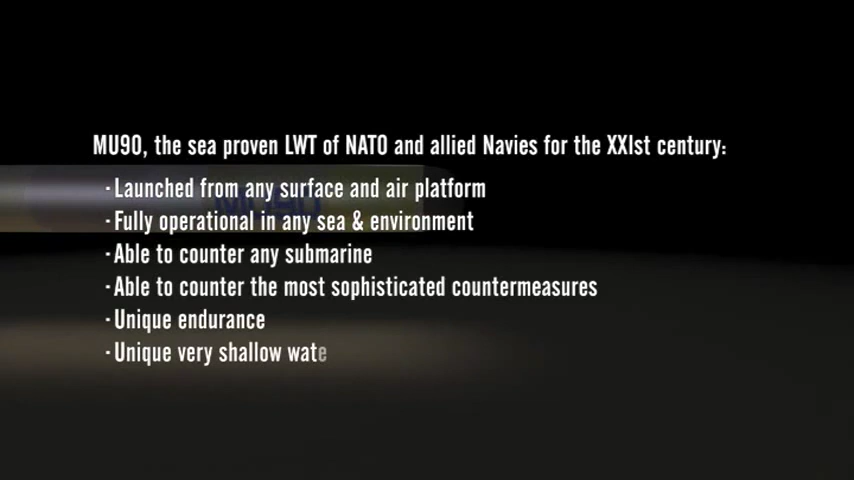 MU90, the sea proven LWT of NATO and allied Navies for the XXIst century:
· Launched from any surface and air platform
MU90
· Fully operational in any sea & environment
· Able to counter any submarine
· Able to counter the most sophisticated countermeasures
· Unique endurance
· Unique very shallow wate